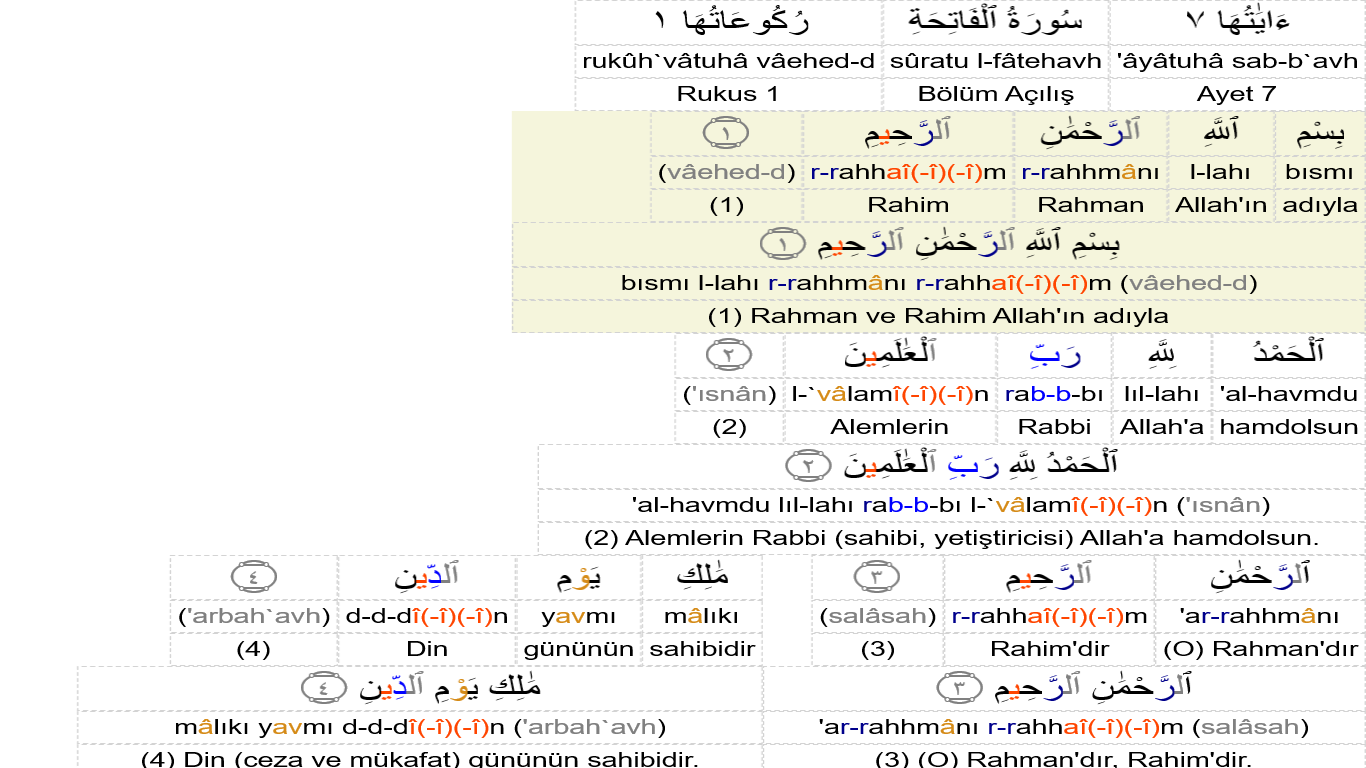 ءَايَٰتُهَا ٧ سُورَةُ ٱلْفَاتِحَةِ رُكُوعَاتُهَا ١
'âyâtuhâ sab-b`avh sûratu l-fâtehavh rukûh`vâtuhâ vâehed-d
Ayet 7 Bölüm Açılış Rukus 1
بِسْمِ ٱللَّهِ ٱلرَّحْمَٰنِ ٱلرَّحِيمِ ١
bısmı l-lahı r-rahhmânı r-rahhaî(-î)(-î)m (vâehed-d)
adıyla Allah'ın Rahman Rahim (1)
بِسْمِ ٱللَّهِ ٱلرَّحْمَٰنِ ٱلرَّحِيمِ ١
bısmı l-lahı r-rahhmânı r-rahhaî(-î)(-î)m (vâehed-d)
(1) Rahman ve Rahim Allah'ın adıyla
ٱلْحَمْدُ لِلَّهِ رَبِّ ٱلْعَٰلَمِينَ ٢
'al-havmdu lıl-lahı rab-b-bı l-`vâlamî(-î)(-î)n ('ısnân)
hamdolsun Allah'a Rabbi Alemlerin (2)
ٱلْحَمْدُ لِلَّهِ رَبِّ ٱلْعَٰلَمِينَ ٢
'al-havmdu lıl-lahı rab-b-bı l-`vâlamî(-î)(-î)n ('ısnân)
(2) Alemlerin Rabbi (sahibi, yetiştiricisi) Allah'a hamdolsun.
ٱلرَّحْمَٰنِ ٱلرَّحِيمِ ٣
'ar-rahhmânı r-rahhaî(-î)(-î)m (salâsah)
(O) Rahman'dır Rahim'dir (3)
ٱلرَّحْمَٰنِ ٱلرَّحِيمِ ٣
'ar-rahhmânı r-rahhaî(-î)(-î)m (salâsah)
(3) (O) Rahman'dır, Rahim'dir.
مَٰلِكِ يَوْمِ ٱلدِّينِ ٤
mâlıkı yavmı d-d-dî(-î)(-î)n ('arbah`avh)
sahibidir gününün Din (4)
مَٰلِكِ يَوْمِ ٱلدِّينِ ٤
mâlıkı yavmı d-d-dî(-î)(-î)n ('arbah`avh)
(4) Din (ceza ve mükafat) gününün sahibidir.